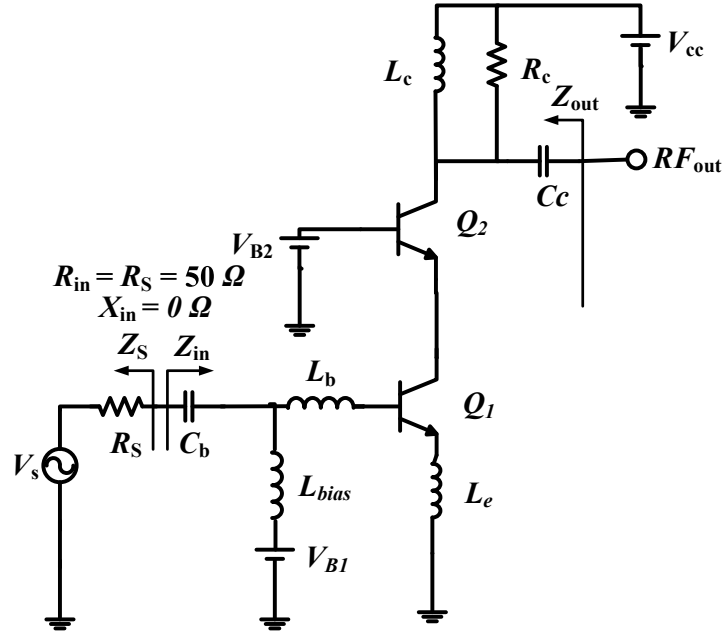 Lc
Rc
Vcc
Zout
RFout
Cc
Q2
VB2
Rin = RS = 50 Ω
Xin = 0 Ω
ZS
Zin
Lb
Q1
RS
Cb
Vs
Lbias
Le
VB1